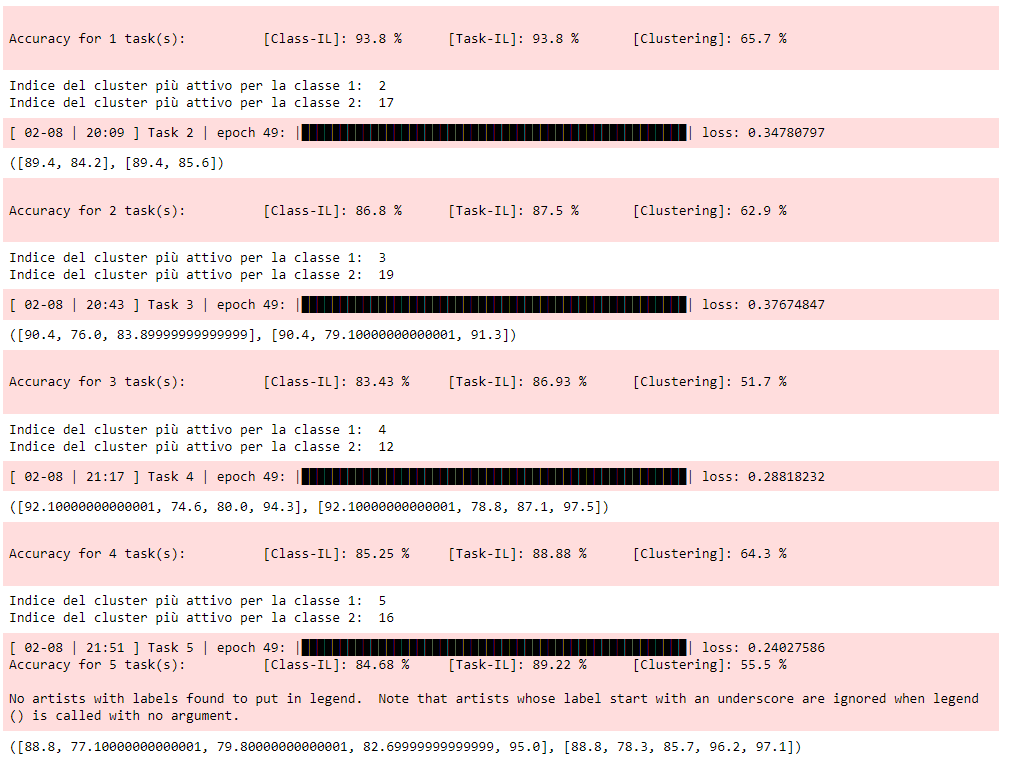 Accuracy for 1 task(s): [Class-IL]: 93.8 % [Task-IL]: 93.8 % [Clustering]: 65.7 %
Indice del cluster più attivo per la classe 1: 2
Indice del cluster più attivo per la classe 2: 17
[ 02-08 | 20:09 ] Task 2 | epoch 49: || loss: 0.34780797
([89.4, 84.2], [89.4, 85.6])
Accuracy for 2 task(s): [Class-IL]: 86.8 % [Task-IL]: 87.5 % [Clustering]: 62.9 %
Indice del cluster più attivo per la classe 1: 3
Indice del cluster più attivo per la classe 2: 19
[ 02-08 | 20:43 ] Task 3 | epoch 49: || loss: 0.37674847
([90.4, 76.0, 83.89999999999999], [90.4, 79.10000000000001, 91.3])
Accuracy for 3 task(s): [Class-IL]: 83.43 % [Task-IL]: 86.93 % [Clustering]: 51.7 %
Indice del cluster più attivo per la classe 1: 4
Indice del cluster più attivo per la classe 2: 12
[ 02-08 | 21:17 ] Task 4 | epoch 49: || loss: 0.28818232
([92.10000000000001, 74.6, 80.0, 94.3], [92.10000000000001, 78.8, 87.1, 97.5])
Accuracy for 4 task(s): [Class-IL]: 85.25 % [Task-IL]: 88.88 % [Clustering]: 64.3 %
Indice del cluster più attivo per la classe 1: 5
Indice del cluster più attivo per la classe 2: 16
[ 02-08 | 21:51 ] Task 5 | epoch 49: || loss: 0.24027586
Accuracy for 5 task(s): [Class-IL]: 84.68 % [Task-IL]: 89.22 % [Clustering]: 55.5 %
No artists with labels found to put in legend. Note that artists whose label start with an underscore are ignored when legend
() is called with no argument.
([88.8, 77.10000000000001, 79.80000000000001, 82.69999999999999, 95.0], [88.8, 78.3, 85.7, 96.2, 97.1])